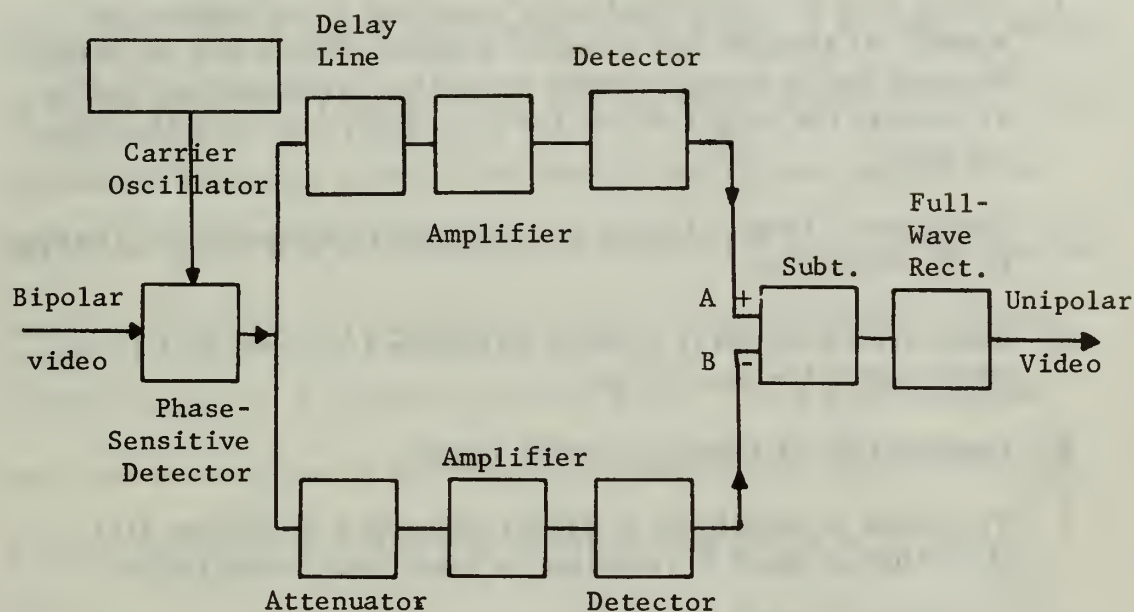 Delay
Line
Detector
Carrier
Oscillator
Amplifier
Full-
Wave
Rect.
Subt.
A +
B -
Bipolar
video
Unipolar
Video
Phase-
Sensitive
Detector
Amplifier
Attenuator
Detector